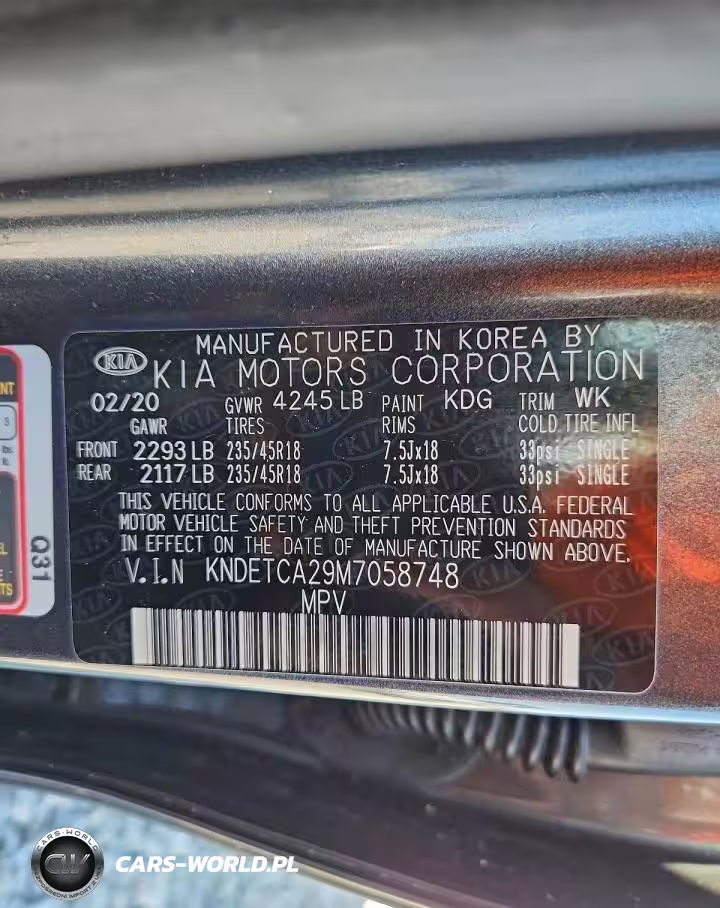 MANUFACTURED IN KOREA BY
KIA KIA MOTORS CORPORATION
02/20 GVWR 4245 LB PAINT KDG TRIM WK
GAWR TIRES RIMS COLD TIRE INFL
FRONT 2293 LB 235/45R18 7.5Jx18 33psi SINGLE
REAR 2117 LB 235/45R18 7.5Jx18 33psi SINGLE
THIS VEHICLE CONFORMS TO ALL APPLICABLE U.S.A. FEDERAL
MOTOR VEHICLE SAFETY AND THEFT PREVENTION STANDARDS
IN EFFECT ON THE DATE OF MANUFACTURE SHOWN ABOVE.
V.I.N KNDETCA29M7058748
MPV
Q31
CARS-WORLD
CARS-WORLD.PL